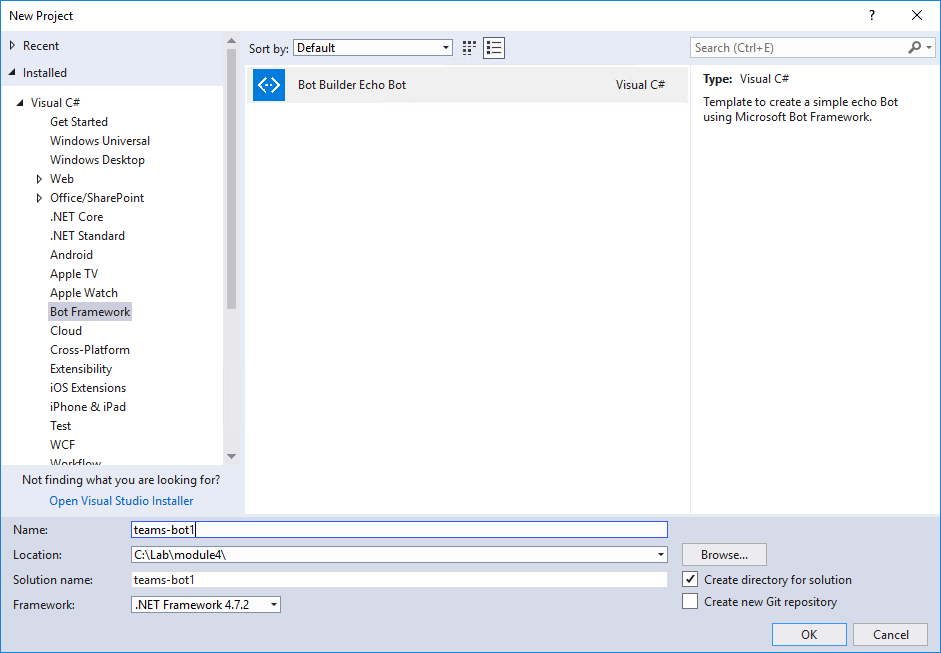 New Project
?
Recent
Installed
Visual C#
Get Started
Windows Universal
Windows Desktop
Web
Office/SharePoint
.NET Core
.NET Standard
Android
Apple TV
Apple Watch
Bot Framework
Cloud
Cross-Platform
Extensibility
iOS Extensions
iPhone & iPad
Test
WCF
Workflow
Not finding what you are looking for?
Open Visual Studio Installer
Sort by: Default
Bot Builder Echo Bot Visual C#
Search (Ctrl+E)
Type: Visual C#
Template to create a simple echo Bot
using Microsoft Bot Framework.
Name: teams-bot1
Location: C:\Lab\module4\ Browse...
Solution name: teams-bot1 Create directory for solution
Framework: .NET Framework 4.7.2 Create new Git repository
OK Cancel